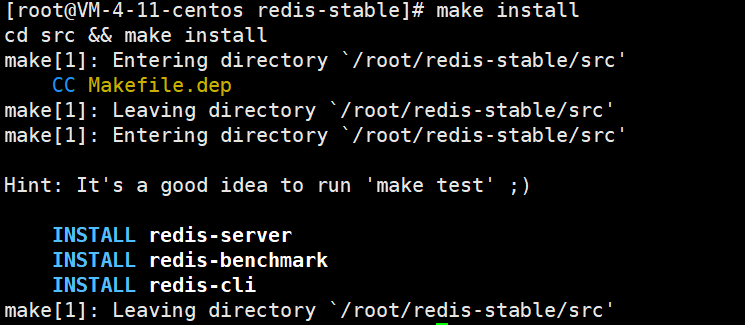 [root@VM-4-11-centos redis-stable]# make install
cd src && make install
make[1]: Entering directory `/root/redis-stable/src'
    CC Makefile.dep
make[1]: Leaving directory `/root/redis-stable/src'
make[1]: Entering directory `/root/redis-stable/src'

Hint: It's a good idea to run 'make test' ;)

    INSTALL redis-server
    INSTALL redis-benchmark
    INSTALL redis-cli
make[1]: Leaving directory `/root/redis-stable/src'